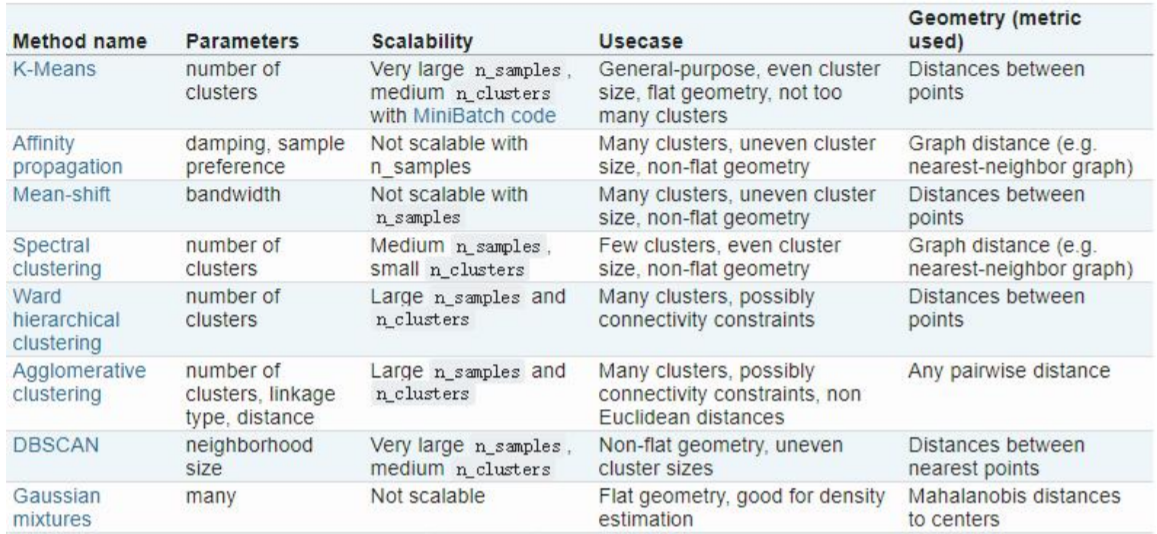 Method name Parameters Scalability Usecase Geometry (metric used)
K-Means number of clusters Very large n_samples, medium n_clusters with MiniBatch code General-purpose, even cluster size, flat geometry, not too many clusters Distances between points
Affinity propagation damping, sample preference Not scalable with n_samples Many clusters, uneven cluster size, non-flat geometry Graph distance (e.g. nearest-neighbor graph)
Mean-shift bandwidth Not scalable with n_samples Many clusters, uneven cluster size, non-flat geometry Distances between points
Spectral clustering number of clusters Medium n_samples, small n_clusters Few clusters, even cluster size, non-flat geometry Graph distance (e.g. nearest-neighbor graph)
Ward hierarchical clustering number of clusters Large n_samples and n_clusters Many clusters, possibly connectivity constraints Distances between points
Agglomerative clustering number of clusters, linkage type, distance Large n_samples and n_clusters Many clusters, possibly connectivity constraints, non Euclidean distances Any pairwise distance
DBSCAN neighborhood size Very large n_samples, medium n_clusters Non-flat geometry, uneven cluster sizes Distances between nearest points
Gaussian mixtures many Not scalable Flat geometry, good for density estimation Mahalanobis distances to centers